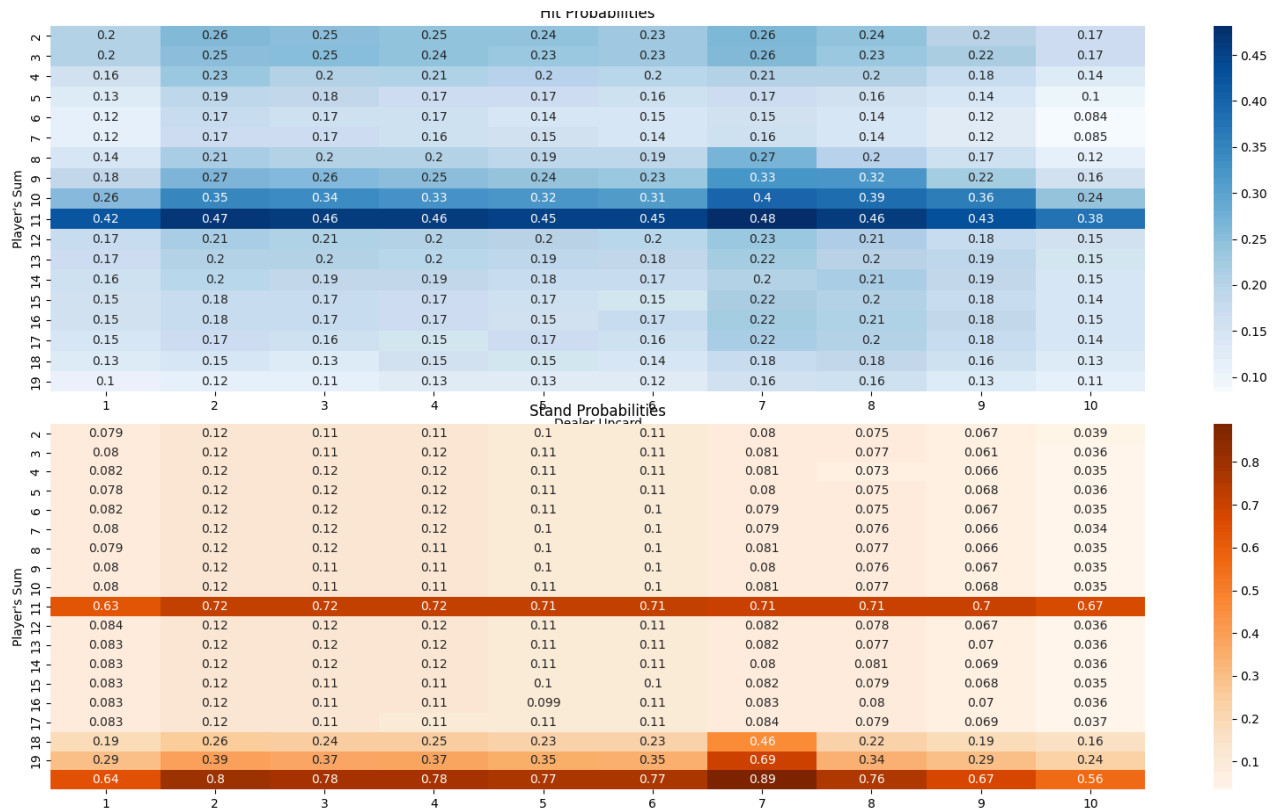 Hit Probabilities
2 0.2 0.26 0.25 0.25 0.24 0.23 0.26 0.24 0.2 0.17
3 0.2 0.25 0.25 0.24 0.23 0.23 0.26 0.23 0.22 0.17
4 0.16 0.23 0.2 0.21 0.2 0.2 0.21 0.2 0.18 0.14
5 0.13 0.19 0.18 0.17 0.17 0.16 0.17 0.16 0.14 0.1
6 0.12 0.17 0.17 0.17 0.14 0.15 0.15 0.14 0.12 0.084
7 0.12 0.17 0.17 0.16 0.15 0.14 0.16 0.14 0.12 0.085
8 0.14 0.21 0.2 0.2 0.19 0.19 0.27 0.2 0.17 0.12
9 0.18 0.27 0.26 0.25 0.24 0.23 0.33 0.32 0.22 0.16
10 0.26 0.35 0.34 0.33 0.32 0.31 0.4 0.39 0.36 0.24
11 0.42 0.47 0.46 0.46 0.45 0.45 0.48 0.46 0.43 0.38
12 0.17 0.21 0.21 0.2 0.2 0.2 0.23 0.21 0.18 0.15
13 0.17 0.2 0.2 0.2 0.19 0.18 0.22 0.2 0.19 0.15
14 0.16 0.2 0.19 0.19 0.18 0.17 0.2 0.21 0.19 0.15
15 0.15 0.18 0.17 0.17 0.17 0.15 0.22 0.2 0.18 0.14
16 0.15 0.18 0.17 0.17 0.15 0.17 0.22 0.21 0.18 0.15
17 0.15 0.17 0.16 0.15 0.17 0.16 0.22 0.2 0.18 0.14
18 0.13 0.15 0.13 0.15 0.15 0.14 0.18 0.18 0.16 0.13
19 0.1 0.12 0.11 0.13 0.13 0.12 0.16 0.16 0.13 0.11
Player's Sum
1 2 3 4 5 6 7 8 9 10
Dealer Upcard
0.45
0.40
0.35
0.30
0.25
0.20
0.15
0.10
Stand Probabilities
2 0.079 0.12 0.11 0.11 0.1 0.11 0.08 0.075 0.067 0.039
3 0.08 0.12 0.11 0.12 0.11 0.11 0.081 0.077 0.061 0.036
4 0.082 0.12 0.11 0.12 0.11 0.11 0.081 0.073 0.066 0.035
5 0.078 0.12 0.12 0.12 0.11 0.11 0.08 0.075 0.068 0.036
6 0.082 0.12 0.12 0.12 0.11 0.1 0.079 0.075 0.067 0.035
7 0.08 0.12 0.12 0.12 0.1 0.1 0.079 0.076 0.066 0.034
8 0.079 0.12 0.12 0.11 0.1 0.1 0.081 0.077 0.066 0.035
9 0.08 0.12 0.11 0.11 0.1 0.1 0.08 0.076 0.067 0.035
10 0.08 0.12 0.11 0.11 0.11 0.1 0.081 0.077 0.068 0.035
11 0.63 0.72 0.72 0.72 0.71 0.71 0.71 0.71 0.7 0.67
12 0.084 0.12 0.12 0.12 0.11 0.11 0.082 0.078 0.067 0.036
13 0.083 0.12 0.12 0.12 0.11 0.11 0.082 0.077 0.07 0.036
14 0.083 0.12 0.12 0.12 0.11 0.11 0.08 0.081 0.069 0.036
15 0.083 0.12 0.11 0.11 0.1 0.1 0.082 0.079 0.068 0.035
16 0.083 0.12 0.11 0.11 0.099 0.11 0.083 0.08 0.07 0.036
17 0.083 0.12 0.11 0.11 0.11 0.11 0.084 0.079 0.069 0.037
18 0.19 0.26 0.24 0.25 0.23 0.23 0.46 0.22 0.19 0.16
19 0.29 0.39 0.37 0.37 0.35 0.35 0.69 0.34 0.29 0.24
0.64 0.8 0.78 0.78 0.77 0.77 0.89 0.76 0.67 0.56
Player's Sum
1 2 3 4 5 6 7 8 9 10
0.8
0.7
0.6
0.5
0.4
0.3
0.2
0.1